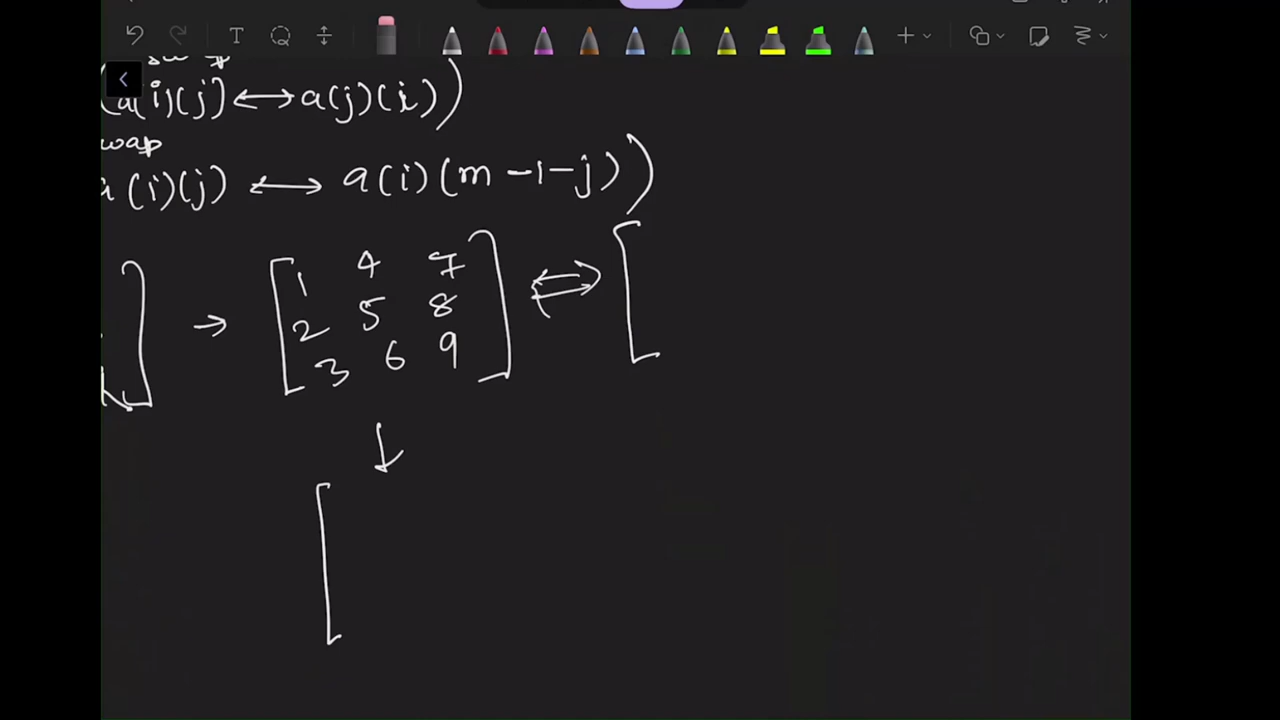 (a(i)(j) ⟷ a(j)(i))
wap
a(i)(j) ⟷ a(i)(m-1-j))
→ [1 4 7
2 5 8
3 6 9] ⇔ [
↓
[
T